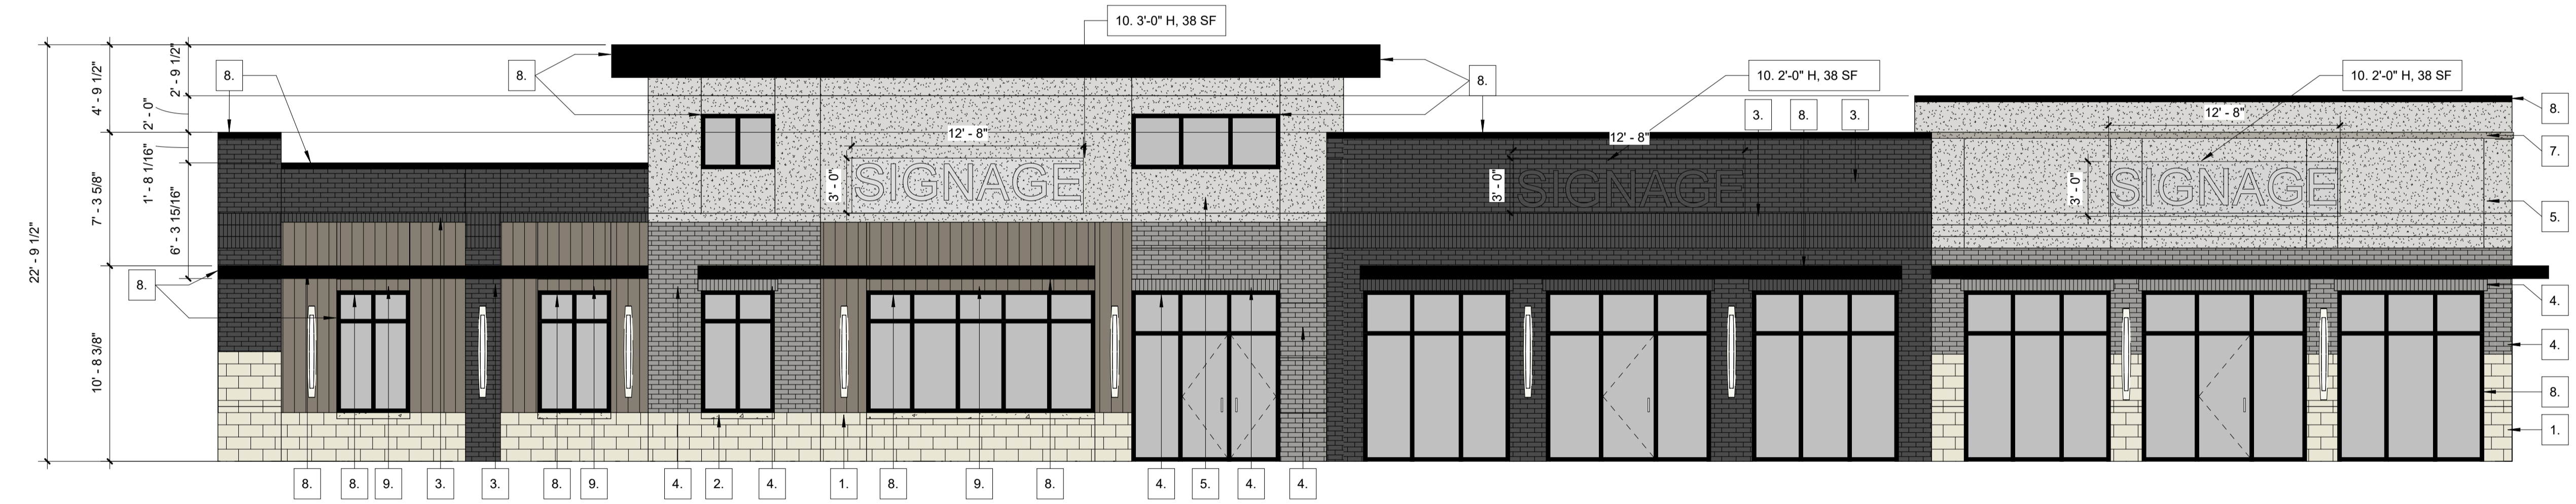 10. 3'-0" H, 38 SF
8.
8.
8.
10. 2'-0" H, 38 SF
10. 2'-0" H, 38 SF
2' - 9 1/2"
4' - 9 1/2"
2' - 0"
7' - 3 5/8"
1' - 8 1/16"
6' - 3 15/16"
22' - 9 1/2"
10' - 8 3/8"
3.
8.
3.
8.
12' - 8"
12' - 8"
12' - 8"
7.
3' - 0"
SIGNAGE
3' - 0"
SIGNAGE
3' - 0"
SIGNAGE
5.
8.
4.
4.
8.
1.
8.
8.
9.
3.
3.
8.
9.
4.
2.
4.
1.
8.
9.
8.
4.
5.
4.
4.